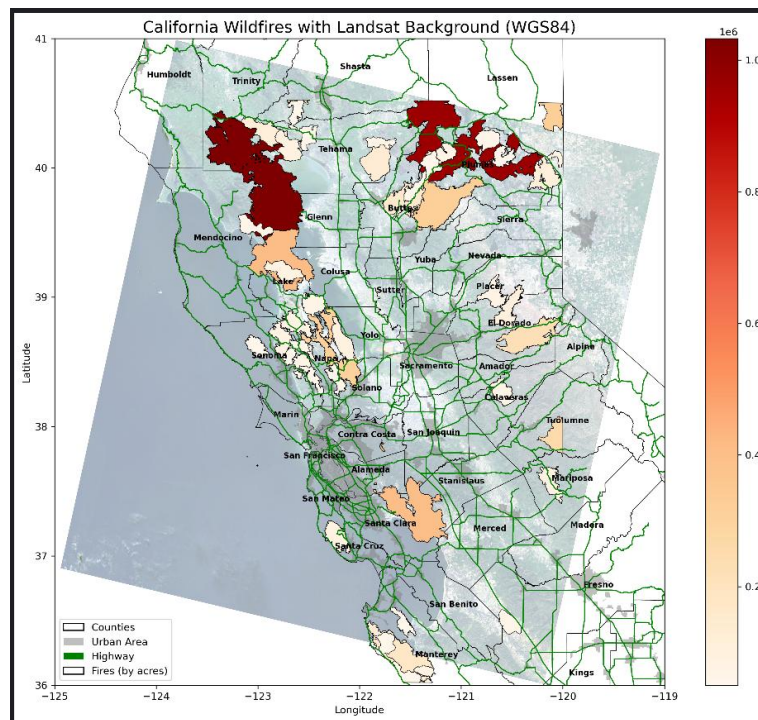 California Wildfires with Landsat Background (WGS84)
1e6
41
Humboldt
Trinity
Shasta
Lassen
1.0
Tehama
40
Plumas
Butte
0.8
Glenn
Sierra
Mendocino
Yuba
Nevada
Colusa
Lake
Placer
Sutter
39
El Dorado
Yolo
Alpine
Sonoma
Napa
0.6
Latitude
Sacramento
Amador
Solano
Calaveras
Marin
Tuolumne
38
Contra Costa
San Joaquin
San Francisco
Alameda
Stanislaus
0.4
Mariposa
San Mateo
Santa Clara
Merced
Madera
37
Santa Cruz
Fresno
0.2
San Benito
Counties
Urban Area
Highway
Fires (by acres)
Monterey
Kings
36
−125
−124
−123
−122
−121
−120
−119
Longitude